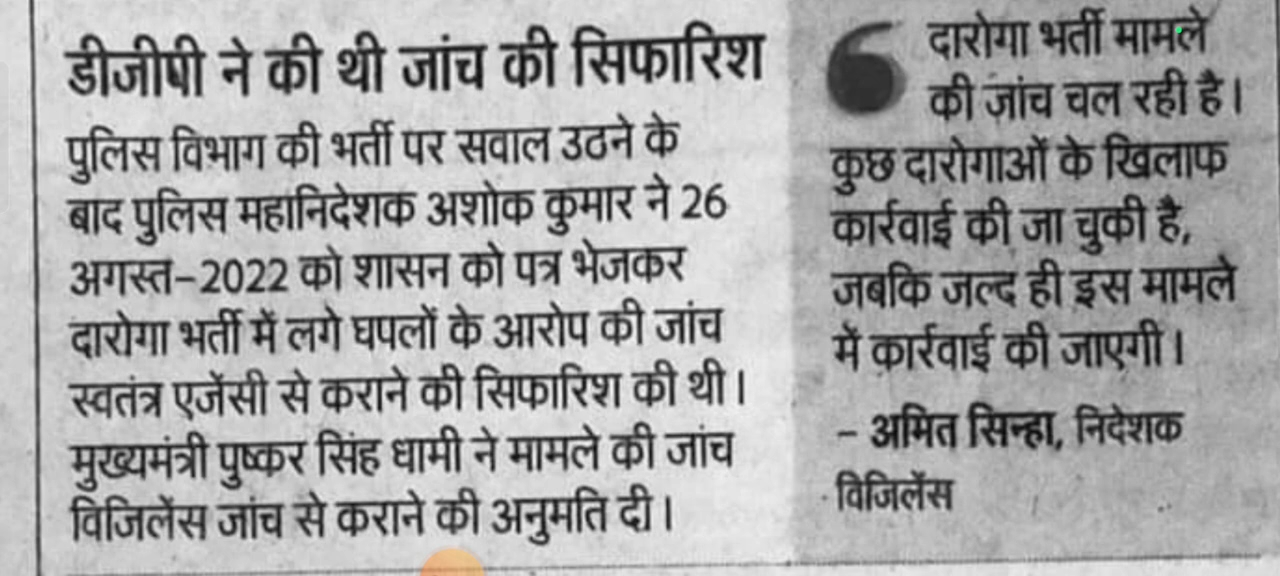 डीजीपी ने की थी जांच की सिफारिश
पुलिस विभाग की भर्ती पर सवाल उठने के
बाद पुलिस महानिदेशक अशोक कुमार ने 26
अगस्त-2022 को शासन को पत्र भेजकर
दारोगा भर्ती में लगे घपलों के आरोप की जांच
स्वतंत्र एजेंसी से कराने की सिफारिश की थी।
मुख्यमंत्री पुष्कर सिंह धामी ने मामले की जांच
विजिलेंस जांच से कराने की अनुमति दी।
दारोगा भर्ती मामले
की जांच चल रही है।
कुछ दारोगाओं के खिलाफ
कार्रवाई की जा चुकी है,
जबकि जल्द ही इस मामले
में कार्रवाई की जाएगी।
- अमित सिन्हा, निदेशक
विजिलेंस